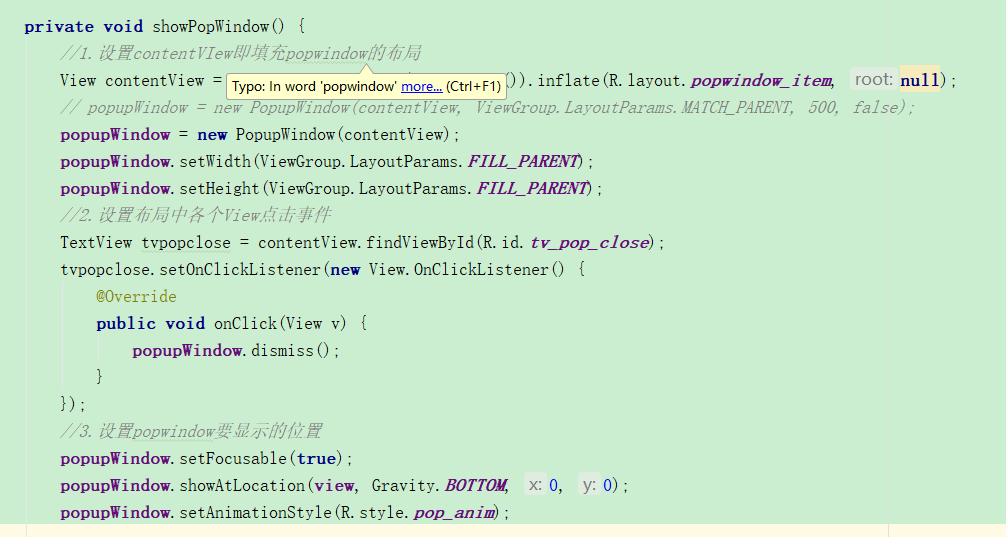 private void showPopWindow() {
//1.设置contentVIew即填充popwindow的布局
View contentView = ()).inflate(R.layout.popwindow_item, root: null);
Typo: In word 'popwindow' more... (Ctrl+F1)
// popupWindow = new PopupWindow(contentView, ViewGroup.LayoutParams.MATCH_PARENT, 500, false);
popupWindow = new PopupWindow(contentView);
popupWindow.setWidth(ViewGroup.LayoutParams.FILL_PARENT);
popupWindow.setHeight(ViewGroup.LayoutParams.FILL_PARENT);
//2.设置布局中各个View点击事件
TextView tvpopclose = contentView.findViewById(R.id.tv_pop_close);
tvpopclose.setOnClickListener(new View.OnClickListener() {
@Override
public void onClick(View v) {
popupWindow.dismiss();
}
});
//3.设置popwindow要显示的位置
popupWindow.setFocusable(true);
popupWindow.showAtLocation(view, Gravity.BOTTOM, x: 0, y: 0);
popupWindow.setAnimationStyle(R.style.pop_anim);